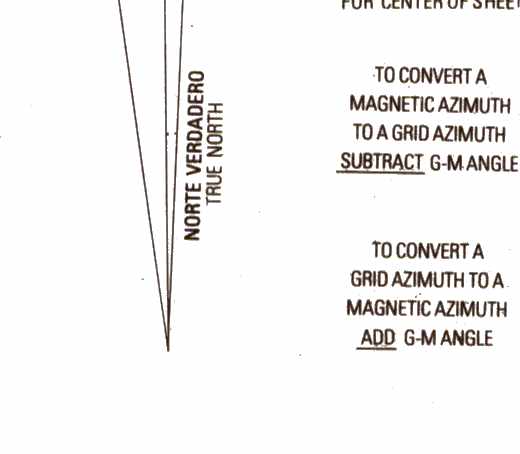 FOR CENTER OF SHEET
TO CONVERT A
MAGNETIC AZIMUTH
TO A GRID AZIMUTH
SUBTRACT G-M ANGLE
NORTE VERDADERO
TRUE NORTH
TO CONVERT A
GRID AZIMUTH TO A
MAGNETIC AZIMUTH
ADD G-M ANGLE